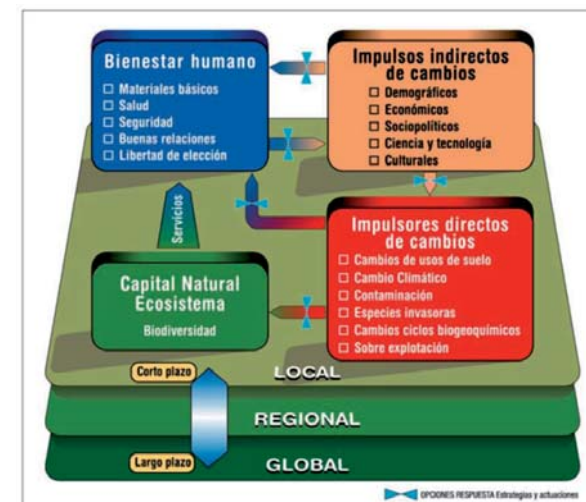 Bienestar humano
☐ Materiales básicos
☐ Salud
☐ Seguridad
☐ Buenas relaciones
☐ Libertad de elección
Impulsos indirectos
de cambios
☐ Demográficos
☐ Económicos
☐ Sociopolíticos
☐ Ciencia y tecnología
☐ Culturales
Servicios
Impulsores directos
de cambios
☐ Cambios de usos de suelo
☐ Cambio Climático
☐ Contaminación
☐ Especies invasoras
☐ Cambios ciclos biogeoquímicos
☐ Sobre explotación
Capital Natural
Ecosistema
Biodiversidad
Corto plazo
LOCAL
REGIONAL
Largo plazo
GLOBAL
OPCIONES RESPUESTA Estrategias y actuaciones